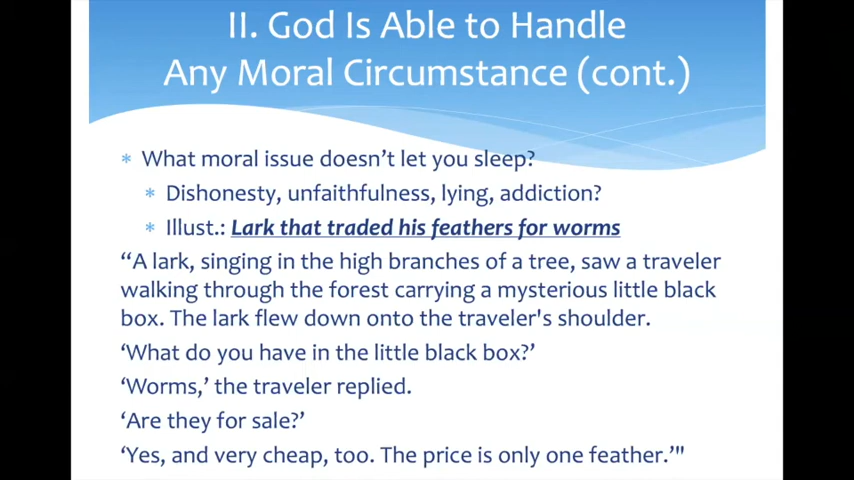 II. God Is Able to Handle
Any Moral Circumstance (cont.)
* What moral issue doesn’t let you sleep?
* Dishonesty, unfaithfulness, lying, addiction?
* Illust.: Lark that traded his feathers for worms
“A lark, singing in the high branches of a tree, saw a traveler
walking through the forest carrying a mysterious little black
box. The lark flew down onto the traveler's shoulder.
‘What do you have in the little black box?’
‘Worms,’ the traveler replied.
‘Are they for sale?’
‘Yes, and very cheap, too. The price is only one feather.’"